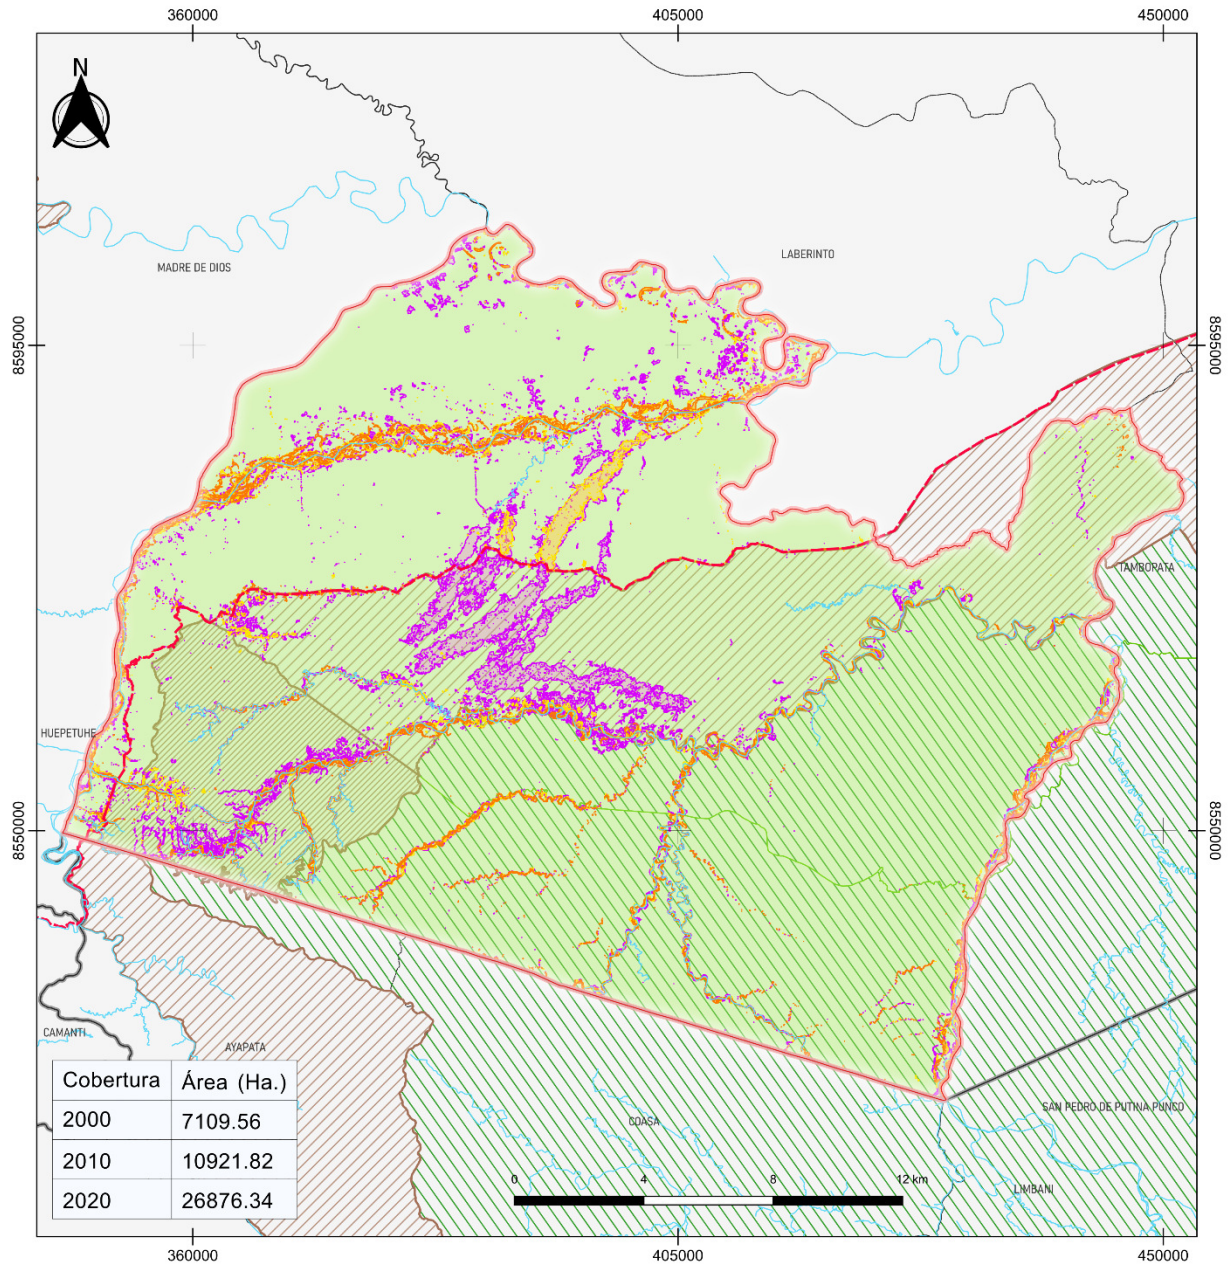 360000 405000 450000
N
MADRE DE DIOS
LABERINTO
8595000 8595000
TAMBOPATA
HUEPETUHE
8550000 8550000
CAMANTI
AYAPATA
Cobertura Área (Ha.)
2000 7109.56
2010 10921.82
2020 26876.34
SAN PEDRO DE PUTINA PUNCO
COASA
0 4 8 12 km
LIMBANI
360000 405000 450000